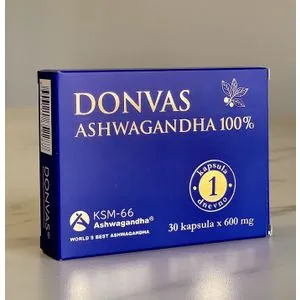 DONVAS
ASHWAGANDHA 100%
kapsula
1
dnevno
KSM-66
Ashwagandha®
WORLD'S BEST ASHWAGANDHA
30 kapsula x 600 mg
DONVAS